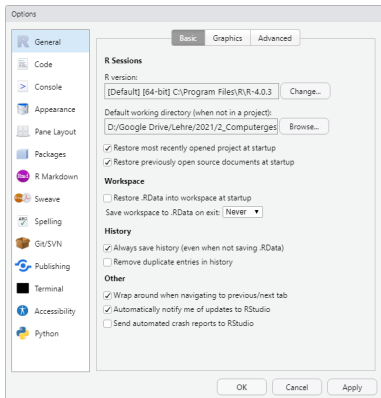 Options
General
Code
Console
Appearance
Pane Layout
Packages
R Markdown
Sweave
Spelling
Git/SVN
Publishing
Terminal
Accessibility
Python
Basic Graphics Advanced
R Sessions
R version:
[Default] [64-bit] C:\Program Files\R\R-4.0.3 Change...
Default working directory (when not in a project):
D:/Google Drive/Lehre/2021/2_Computerges Browse...
Restore most recently opened project at startup
Restore previously open source documents at startup
Workspace
Restore .RData into workspace at startup
Save workspace to .RData on exit: Never
History
Always save history (even when not saving .RData)
Remove duplicate entries in history
Other
Wrap around when navigating to previous/next tab
Automatically notify me of updates to RStudio
Send automated crash reports to RStudio
OK Cancel Apply